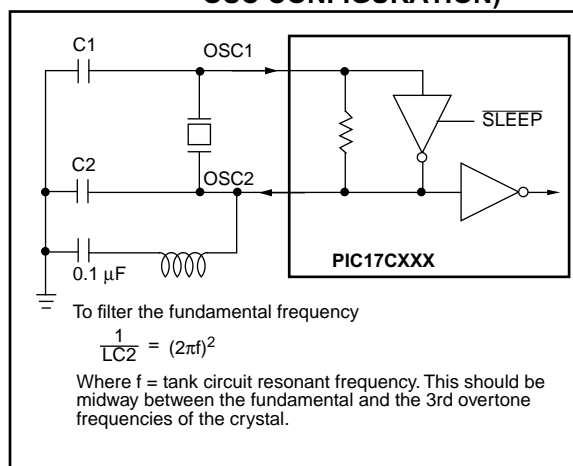 OSC CONFIGURATION)
C1
OSC1
SLEEP
C2
OSC2
0.1 µF
PIC17CXXX
To filter the fundamental frequency
1/LC2 = (2πf)²
Where f = tank circuit resonant frequency. This should be
midway between the fundamental and the 3rd overtone
frequencies of the crystal.